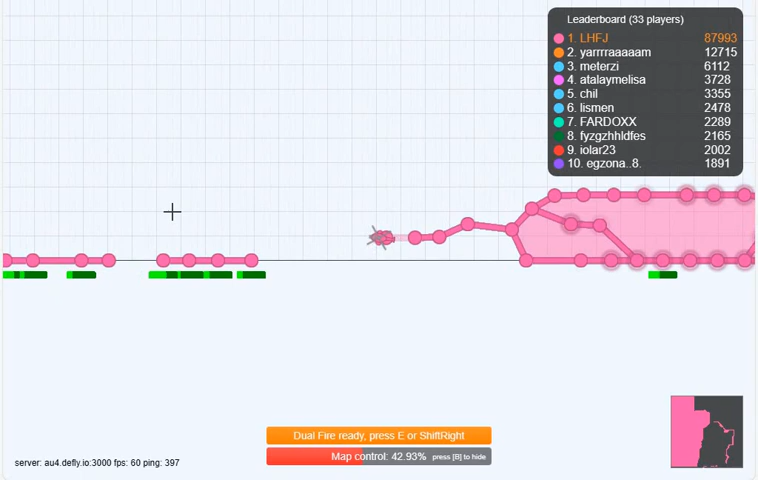 Leaderboard (33 players)
1. LHFJ 87993
2. yarrrraaaaam 12715
3. meterzi 6112
4. atalaymelisa 3728
5. chil 3355
6. lismen 2478
7. FARDOXX 2289
8. fyzgzhhldfes 2165
9. iolar23 2002
10. egzona..8. 1891
Dual Fire ready, press E or ShiftRight
Map control: 42.93% press [B] to hide
server: au4.defly.io:3000 fps: 60 ping: 397